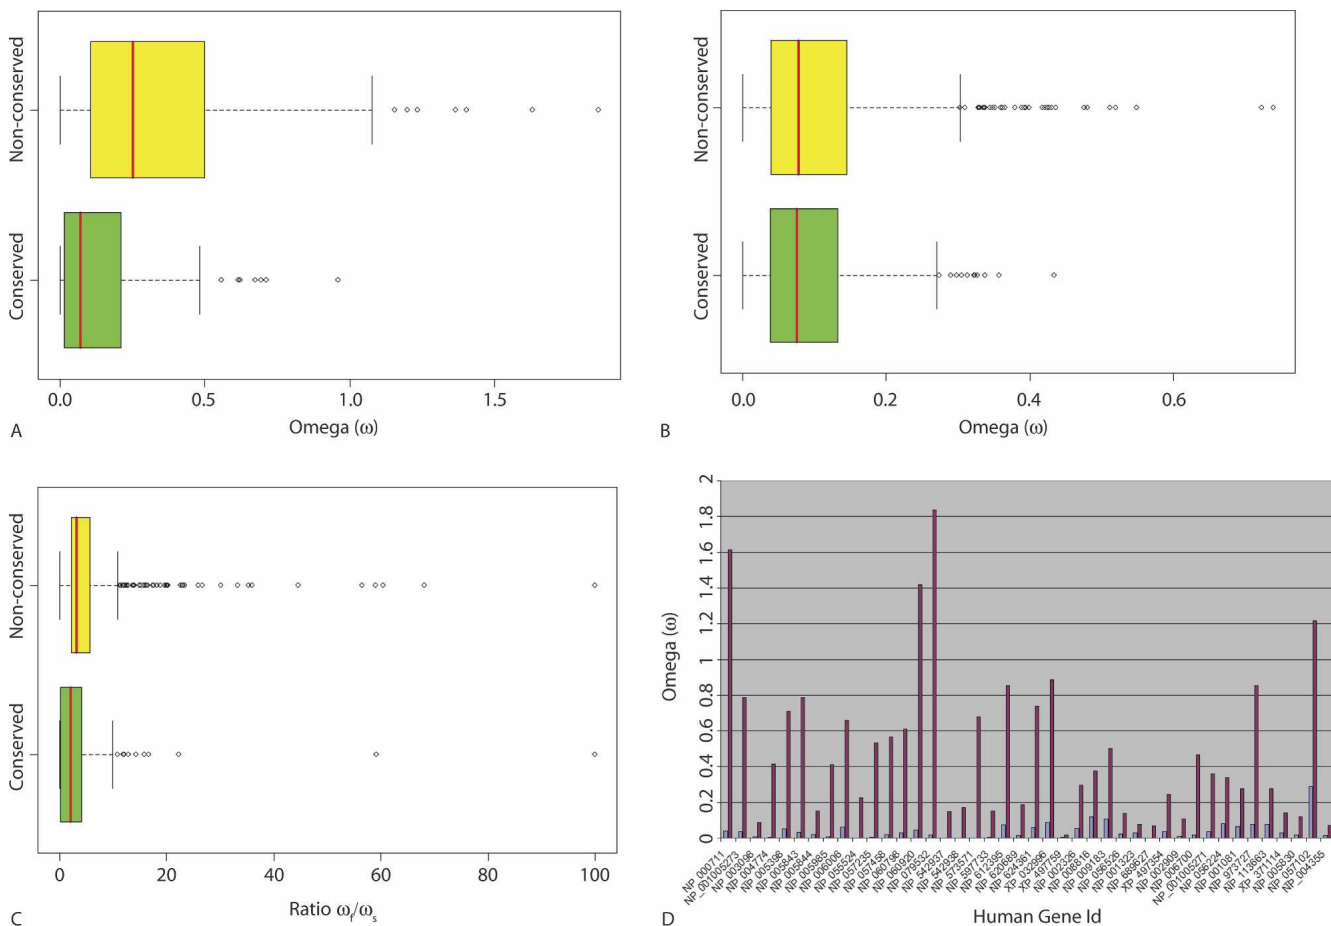 Non-conserved
Conserved
0.0 0.5 1.0 1.5
Omega (ω)
A
Non-conserved
Conserved
0.0 0.2 0.4 0.6
Omega (ω)
B
Non-conserved
Conserved
0 20 40 60 80 100
Ratio ωf/ωs
C
Omega (ω)
2
1.8
1.6
1.4
1.2
1
0.8
0.6
0.4
0.2
0
NP_000711
NP_001005273
NP_003098
NP_004774
NP_005398
NP_005843
NP_005844
NP_005985
NP_006006
NP_055524
NP_057235
NP_057458
NP_060798
NP_060920
NP_079532
NP_542937
NP_542938
NP_573571
NP_597733
NP_612395
NP_620689
NP_624361
XP_032996
XP_497759
NP_002326
NP_008816
NP_009183
NP_056526
NP_001323
NP_689627
XP_497354
NP_002909
NP_006700
NP_001005271
NP_056224
NP_001081
NP_973727
NP_113663
XP_371114
NP_005830
NP_057102
NP_004355
Human Gene Id
D